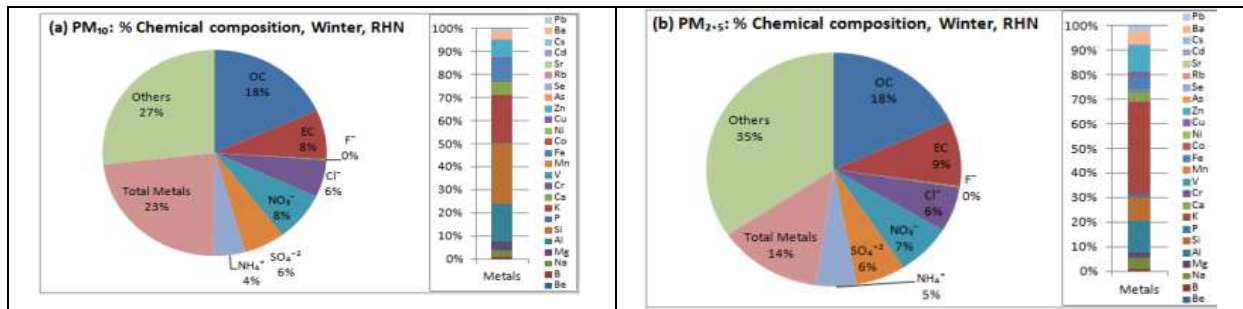 (a) PM₁₀: % Chemical composition, Winter, RHN
OC
18%
EC
8%
F⁻
0%
Cl⁻
6%
NO₃⁻
8%
SO₄⁻²
6%
NH₄⁺
4%
Total Metals
23%
Others
27%
100%
90%
80%
70%
60%
50%
40%
30%
20%
10%
0%
Metals
Pb
Ba
Cs
Cd
Sr
Rb
Se
As
Zn
Cu
Ni
Co
Fe
Mn
V
Cr
Ca
K
P
Si
Al
Mg
Na
B
Be
(b) PM₂.₅: % Chemical composition, Winter, RHN
OC
18%
EC
9%
F⁻
0%
Cl⁻
6%
NO₃⁻
7%
SO₄⁻²
6%
NH₄⁺
5%
Total Metals
14%
Others
35%
100%
90%
80%
70%
60%
50%
40%
30%
20%
10%
0%
Metals
Pb
Ba
Cs
Cd
Sr
Rb
Se
As
Zn
Cu
Ni
Co
Fe
Mn
V
Cr
Ca
K
P
Si
Al
Mg
Na
B
Be